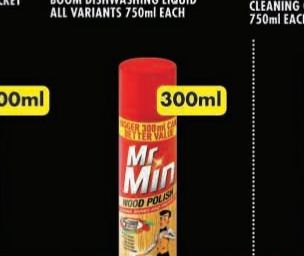 BOOM DISHWASHING LIQUID
ALL VARIANTS 750ml EACH
CLEANING
750ml EACH
00ml
300ml
BIGGER 300ml CAN
BETTER VALUE
Mr.
Min
WOOD POLISH